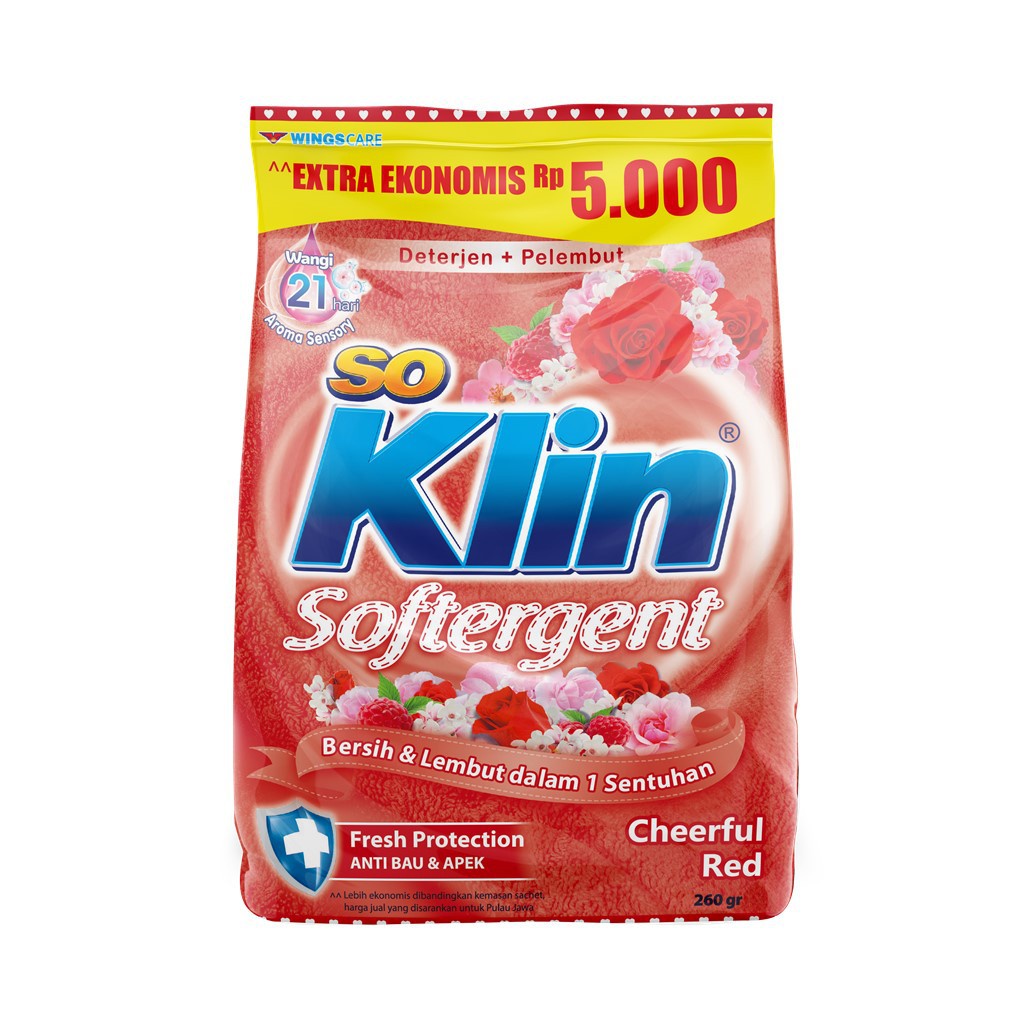 WINGSCARE
^^EXTRA EKONOMIS Rp 5.000
Deterjen + Pelembut
Wangi
21 hari
Aroma Sensory
SO
Klin ®
Softergent
Bersih & Lembut dalam 1 Sentuhan
Fresh Protection
ANTI BAU & APEK
Cheerful
Red
^^ Lebih ekonomis dibandingkan kemasan sachet,
harga jual yang disarankan untuk Pulau Jawa
260 gr